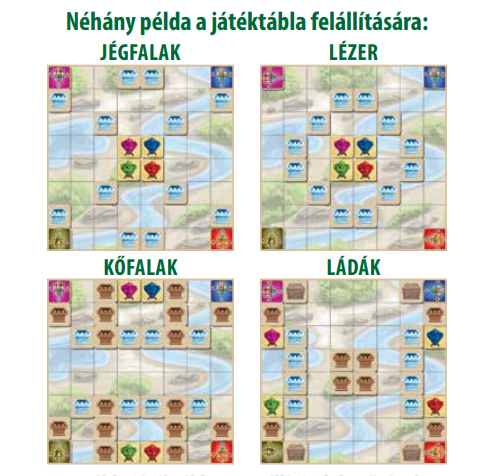 Néhány példa a játéktábla felállítására:
JÉGFALAK
LÉZER
KŐFALAK
LÁDÁK